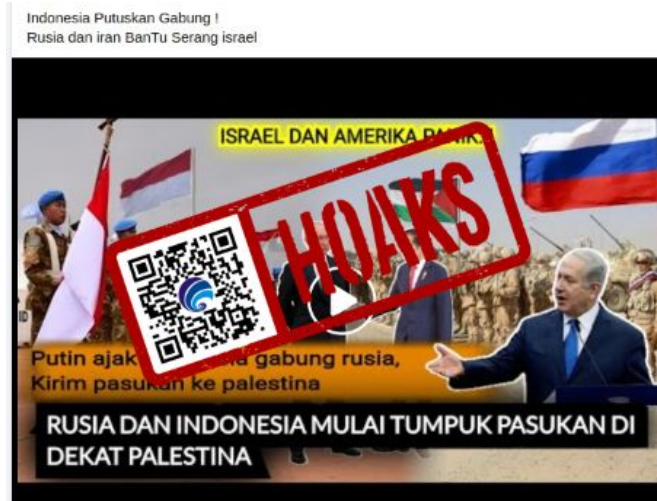 Indonesia Putuskan Gabung !
Rusia dan iran BanTu Serang israel
ISRAEL DAN AMERIKA
HOAKS
Putin ajak gabung rusia,
Kirim pasukan ke palestina
RUSIA DAN INDONESIA MULAI TUMPUK PASUKAN DI
DEKAT PALESTINA